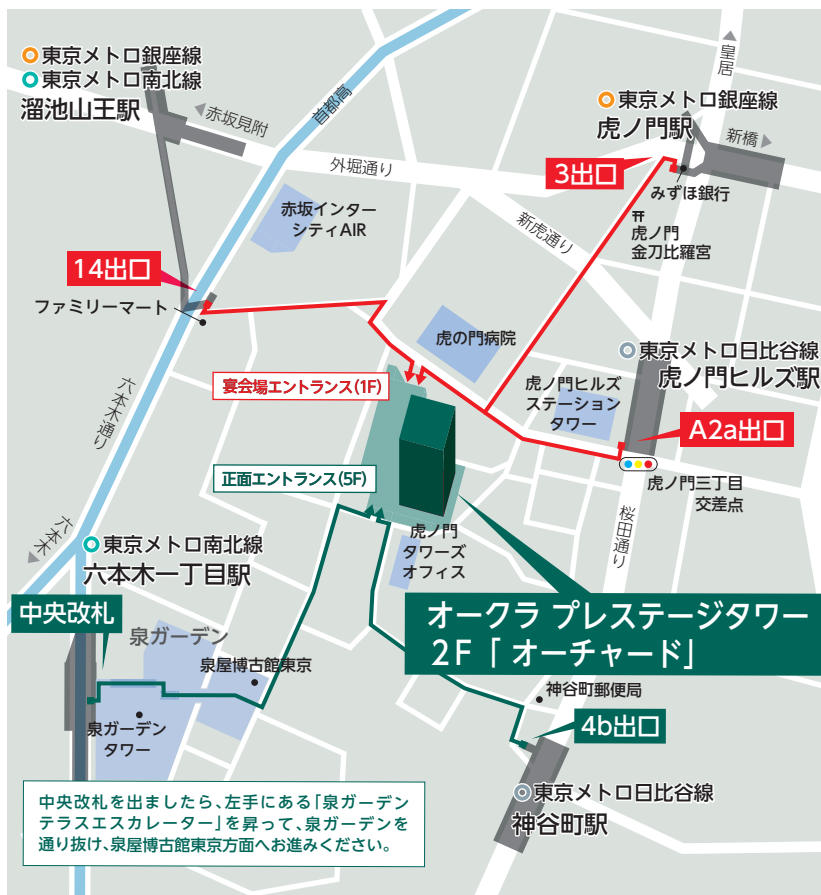 東京メトロ銀座線
東京メトロ南北線
溜池山王駅
首都高
赤坂見附
外堀通り
皇居
東京メトロ銀座線
虎ノ門駅
新橋
3出口
みずほ銀行
虎ノ門
金刀比羅宮
新虎通り
赤坂インター
シティAIR
14出口
ファミリーマート
虎の門病院
東京メトロ日比谷線
虎ノ門ヒルズ駅
宴会場エントランス(1F)
虎ノ門ヒルズ
ステーション
タワー
A2a出口
六本木通り
正面エントランス(5F)
虎ノ門三丁目
交差点
桜田通り
六本木
東京メトロ南北線
六本木一丁目駅
虎ノ門
タワーズ
オフィス
中央改札
泉ガーデン
オークラ プレステージタワー
2F「オーチャード」
泉屋博古館東京
神谷町郵便局
4b出口
泉ガーデン
タワー
東京メトロ日比谷線
神谷町駅
中央改札を出ましたら、左手にある「泉ガーデン
テラスエスカレーター」を昇って、泉ガーデンを
通り抜け、泉屋博古館東京方面へお進みください。